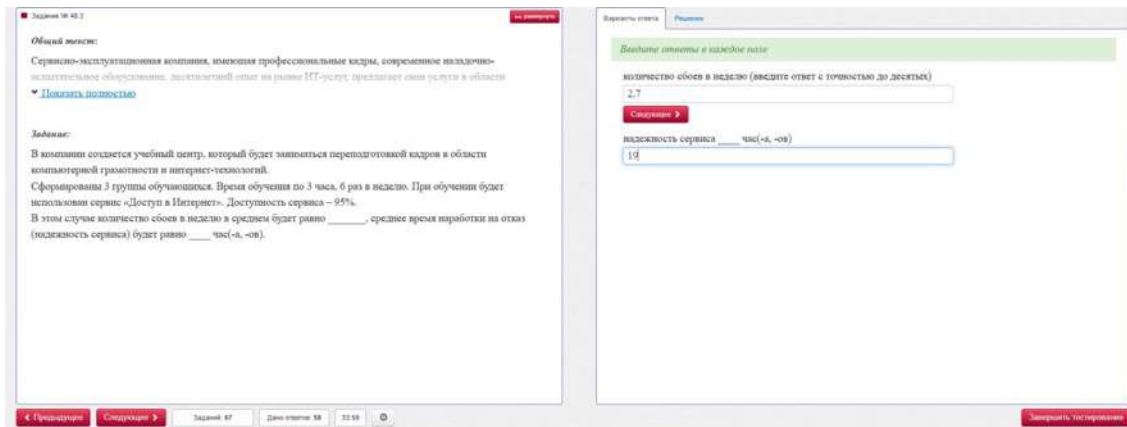 Задание № 48.3
развернуть
Общий текст:
Сервисно-эксплуатационная компания, имеющая профессиональные кадры, современное наладочно-
испытательное оборудование, десятилетний опыт на рынке ИТ-услуг, предлагает свои услуги в области
Показать полностью
Задание:
В компании создается учебный центр, который будет заниматься переподготовкой кадров в области
компьютерной грамотности и интернет-технологий.
Сформированы 3 группы обучающихся. Время обучения по 3 часа, 6 раз в неделю. При обучении будет
использован сервис «Доступ в Интернет». Доступность сервиса – 95%.
В этом случае количество сбоев в неделю в среднем будет равно _______, среднее время наработки на отказ
(надежность сервиса) будет равно ____ час(-а, -ов).
Предыдущее
Следующее
Заданий: 67
Дано ответов: 58
Варианты ответа
Решение
Введите ответы в каждое поле
количество сбоев в неделю (введите ответ с точностью до десятых)
2,7
Следующее
надежность сервиса ____ час(-а, -ов)
19
Завершить тестирование